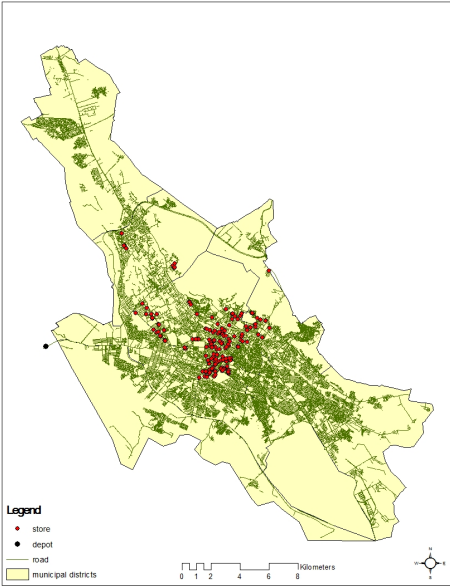 Legend
store
depot
road
municipal districts
0 1 2 4 6 8
Kilometers
N
W E
S